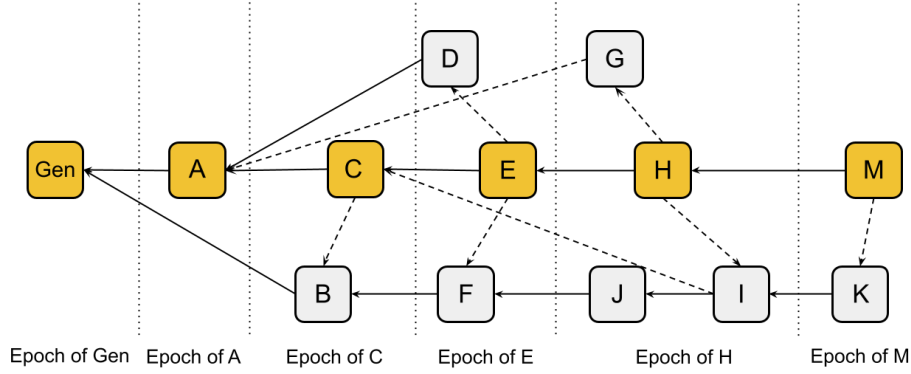 D G
Gen A C E H M
B F J I K
Epoch of Gen Epoch of A Epoch of C Epoch of E Epoch of H Epoch of M